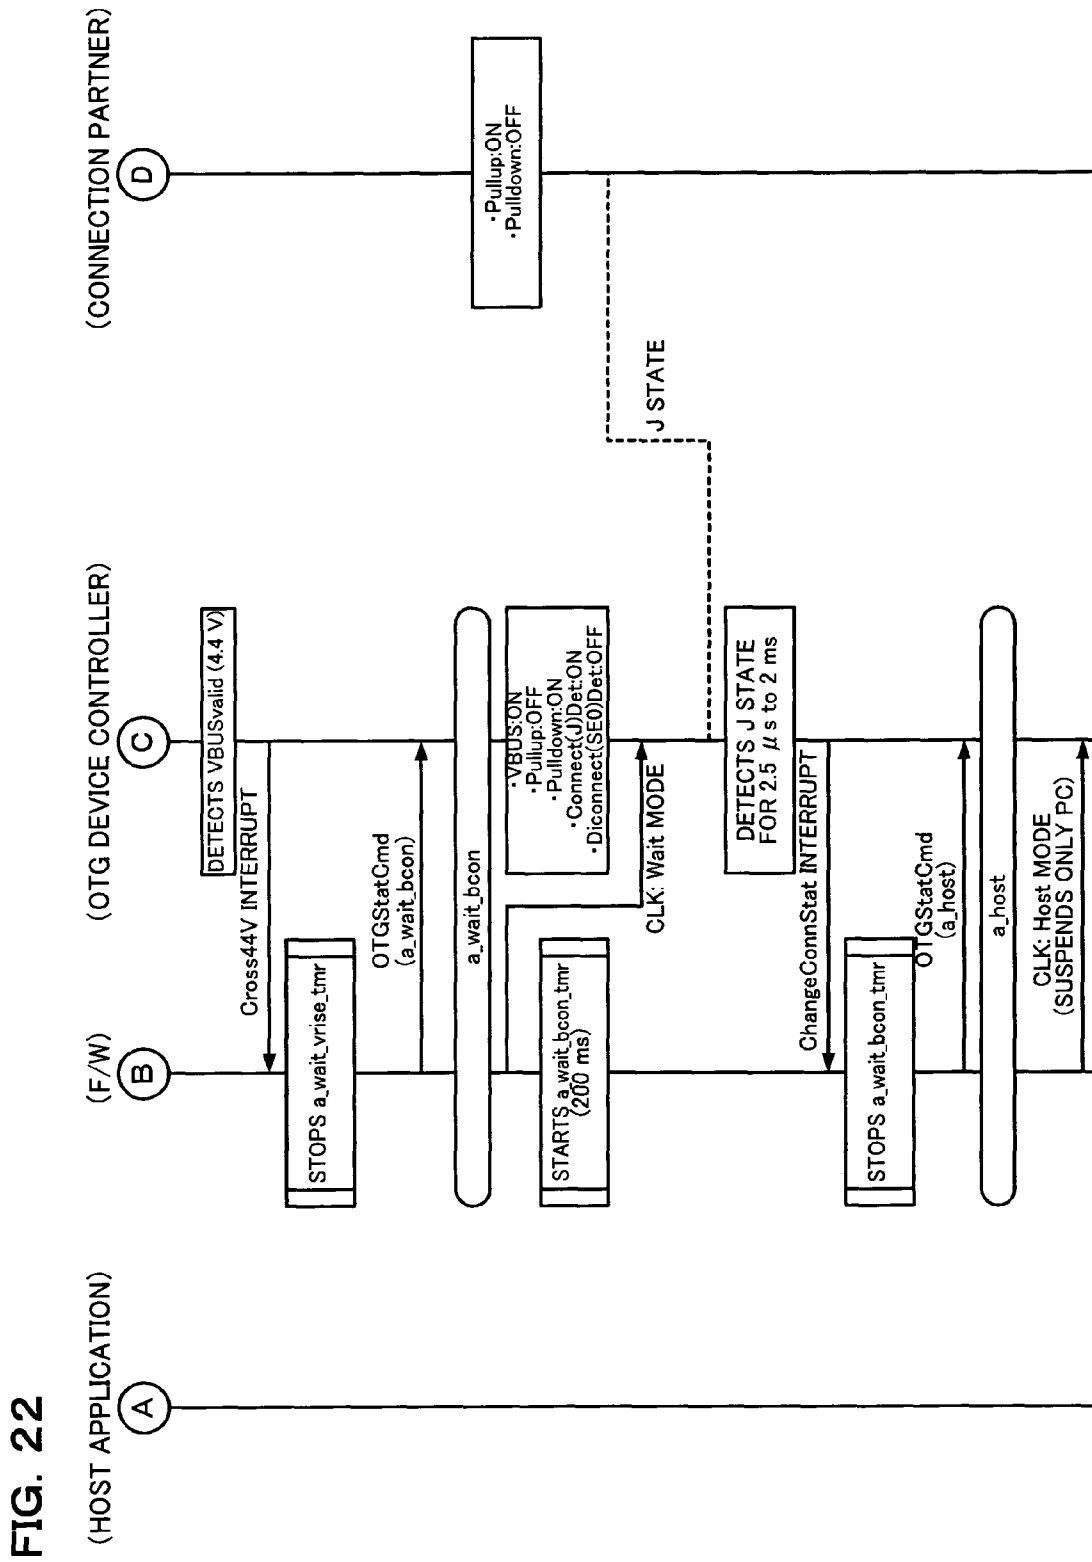 FIG. 22
(HOST APPLICATION)
(F/W)
(OTG DEVICE CONTROLLER)
(CONNECTION PARTNER)
A
B
C
D
DETECTS VBUSvalid (4.4 V)
Cross44V INTERRUPT
STOPS a_wait_vrise_tmr
OTGStatCmd
(a_wait_bcon)
a_wait_bcon
・Pullup:ON
・Pulldown:OFF
・VBUS:ON
・Pullup:OFF
・Pulldown:ON
・Connect(J)Det:ON
・Diconnect(SE0)Det:OFF
STARTS a_wait_bcon_tmr
(200 ms)
CLK: Wait MODE
J STATE
DETECTS J STATE
FOR 2.5 μs to 2 ms
ChangeConnStat INTERRUPT
STOPS a_wait_bcon_tmr
OTGStatCmd
(a_host)
a_host
CLK: Host MODE
(SUSPENDS ONLY PC)